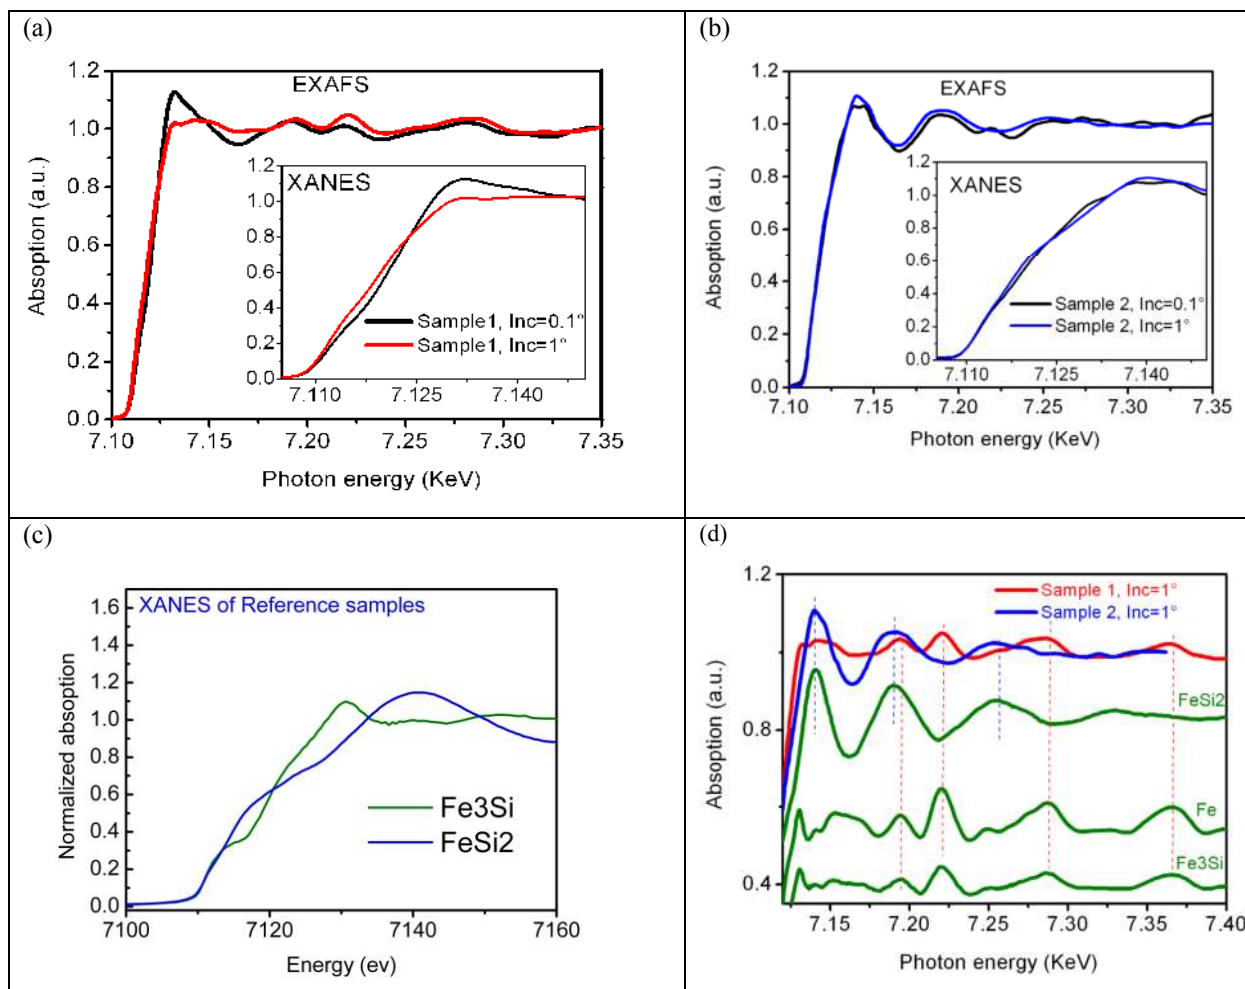 (a)
1.2
1.0
0.8
0.6
0.4
0.2
0.0
Absoption (a.u.)
EXAFS
XANES
1.2
1.0
0.8
0.6
0.4
0.2
0.0
Sample1, Inc=0.1°
Sample1, Inc=1°
7.110 7.125 7.140
7.10 7.15 7.20 7.25 7.30 7.35
Photon energy (KeV)
(b)
1.2
1.0
0.8
0.6
0.4
0.2
0.0
Absoption (a.u.)
EXAFS
XANES
1.2
1.0
0.8
0.6
0.4
0.2
0.0
Sample 2, Inc=0.1°
Sample 2, Inc=1°
7.110 7.125 7.140
7.10 7.15 7.20 7.25 7.30 7.35
Photon energy (KeV)
(c)
1.6
1.4
1.2
1.0
0.8
0.6
0.4
0.2
0.0
Normalized absoption
XANES of Reference samples
Fe3Si
FeSi2
7100 7120 7140 7160
Energy (ev)
(d)
1.2
0.8
0.4
Absoption (a.u.)
Sample 1, Inc=1°
Sample 2, Inc=1°
FeSi2
Fe
Fe3Si
7.15 7.20 7.25 7.30 7.35 7.40
Photon energy (KeV)